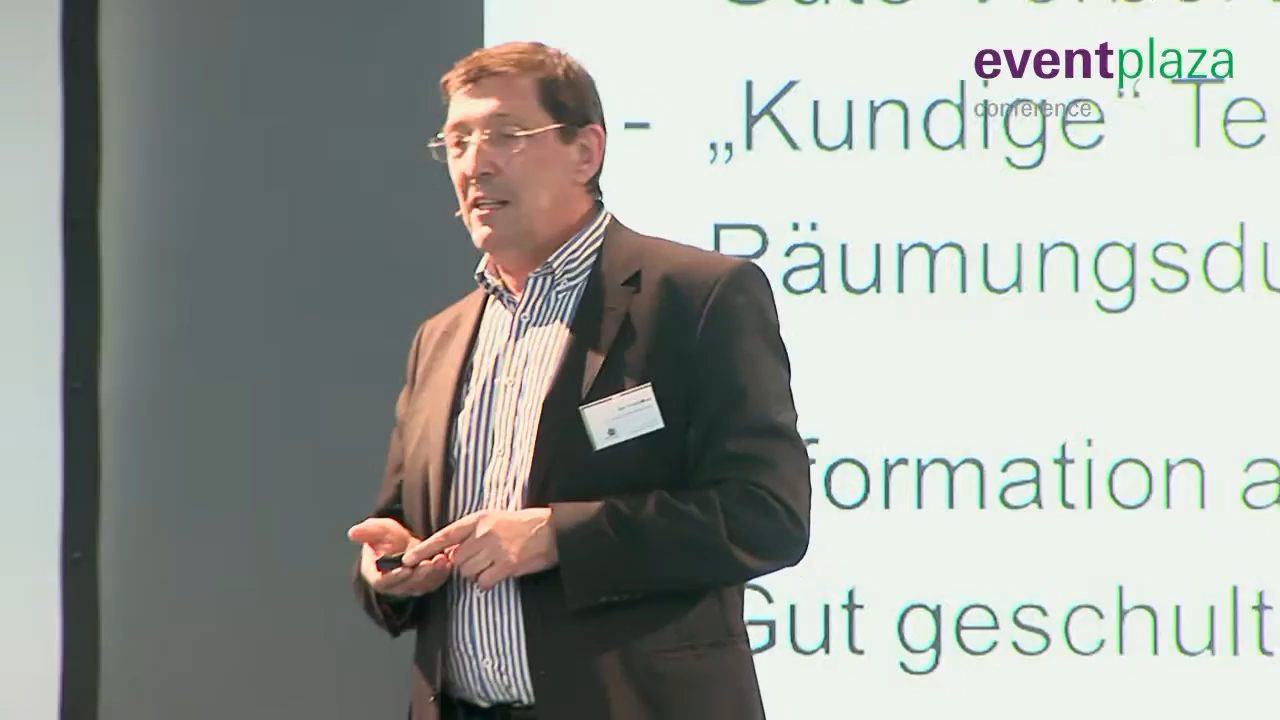 eventplaza
conference
- „Kundige“ Te
Räumungsdu
formation a
Gut geschult